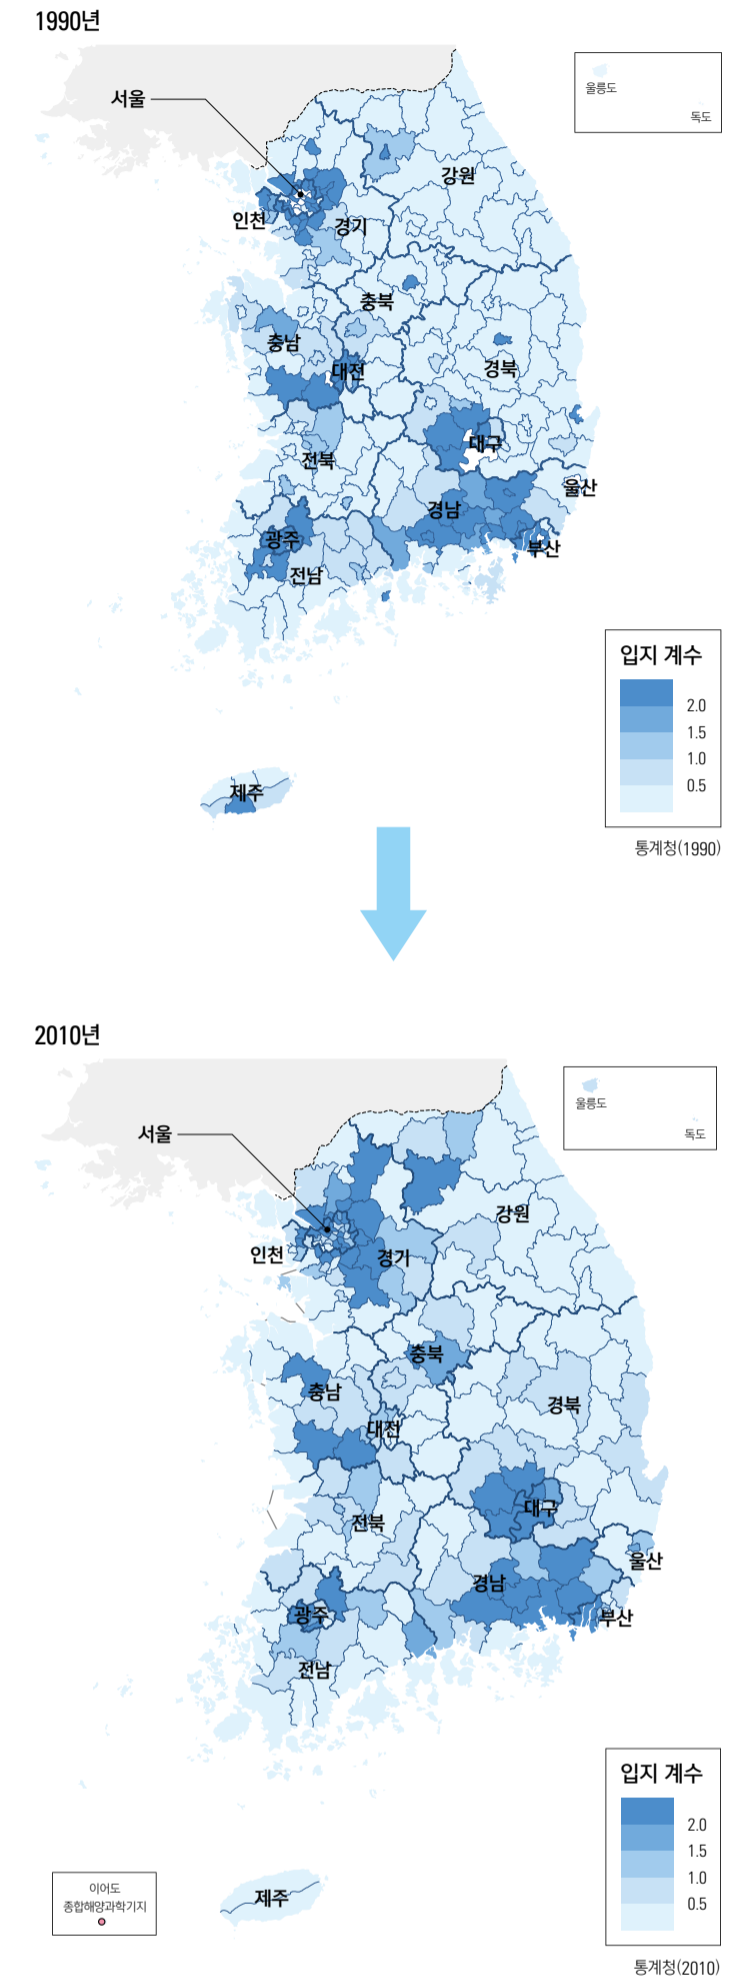 1990년
서울
울릉도
독도
강원
인천
경기
충북
충남
대전
경북
대구
전북
울산
경남
광주
부산
전남
입지 계수
2.0
1.5
1.0
0.5
제주
통계청(1990)
2010년
서울
울릉도
독도
강원
인천
경기
충북
충남
경북
대전
대구
전북
울산
경남
광주
부산
전남
입지 계수
2.0
1.5
1.0
0.5
이어도
종합해양과학기지
제주
통계청(2010)